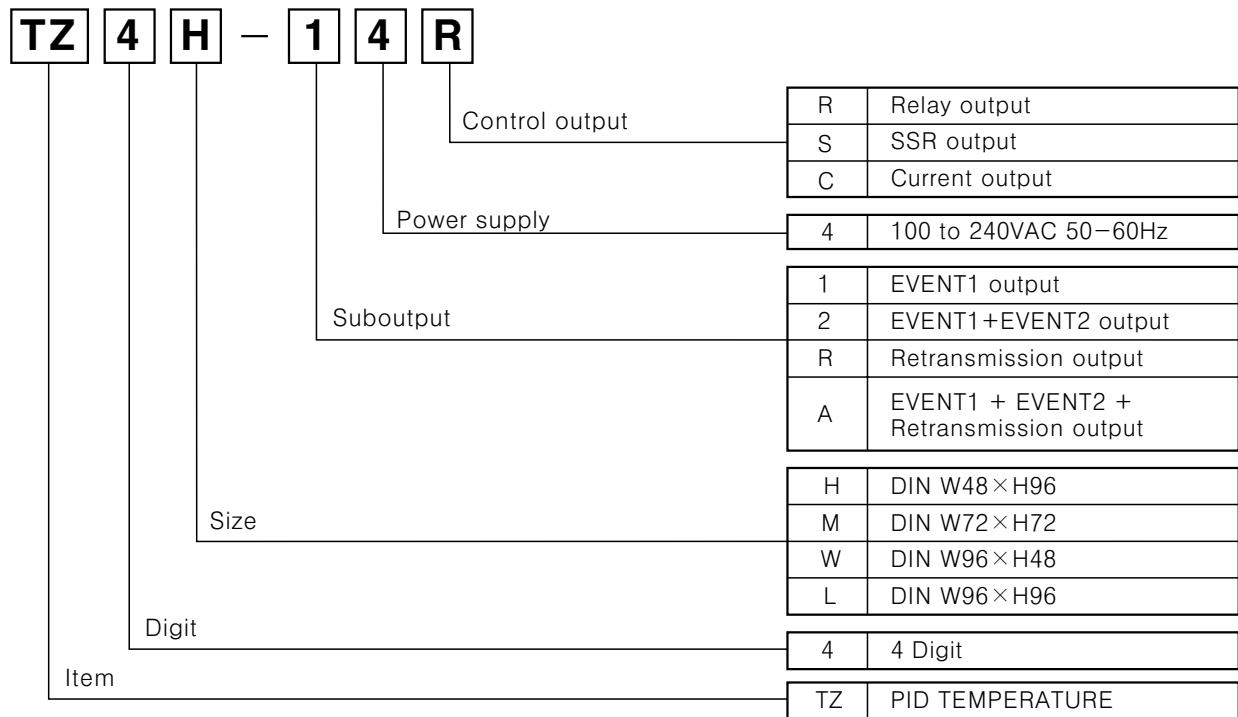 TZ 4 H － 1 4 R
Control output
R Relay output
S SSR output
C Current output
Power supply
4 100 to 240VAC 50－60Hz
Suboutput
1 EVENT1 output
2 EVENT1+EVENT2 output
R Retransmission output
A EVENT1 + EVENT2 +
Retransmission output
Size
H DIN W48×H96
M DIN W72×H72
W DIN W96×H48
L DIN W96×H96
Digit
4 4 Digit
Item
TZ PID TEMPERATURE